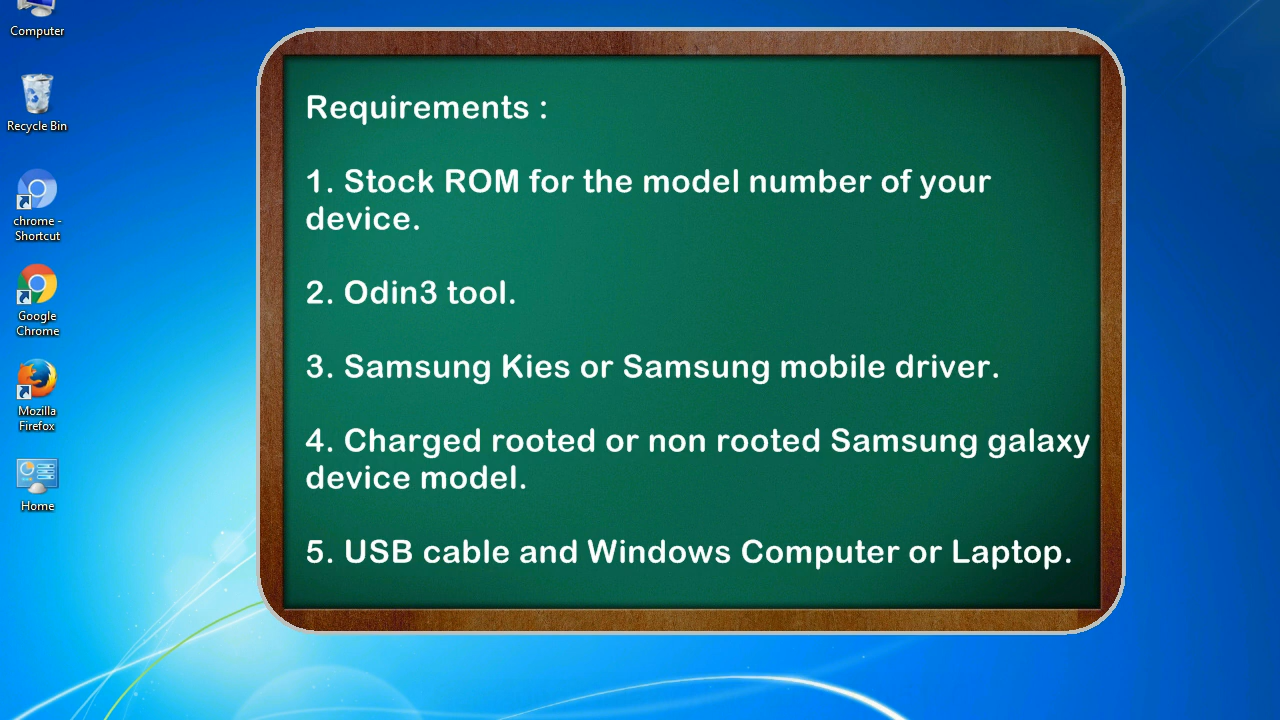 Computer
Recycle Bin
chrome -
Shortcut
Google
Chrome
Mozilla
Firefox
Home
Requirements :
1. Stock ROM for the model number of your
device.
2. Odin3 tool.
3. Samsung Kies or Samsung mobile driver.
4. Charged rooted or non rooted Samsung galaxy
device model.
5. USB cable and Windows Computer or Laptop.